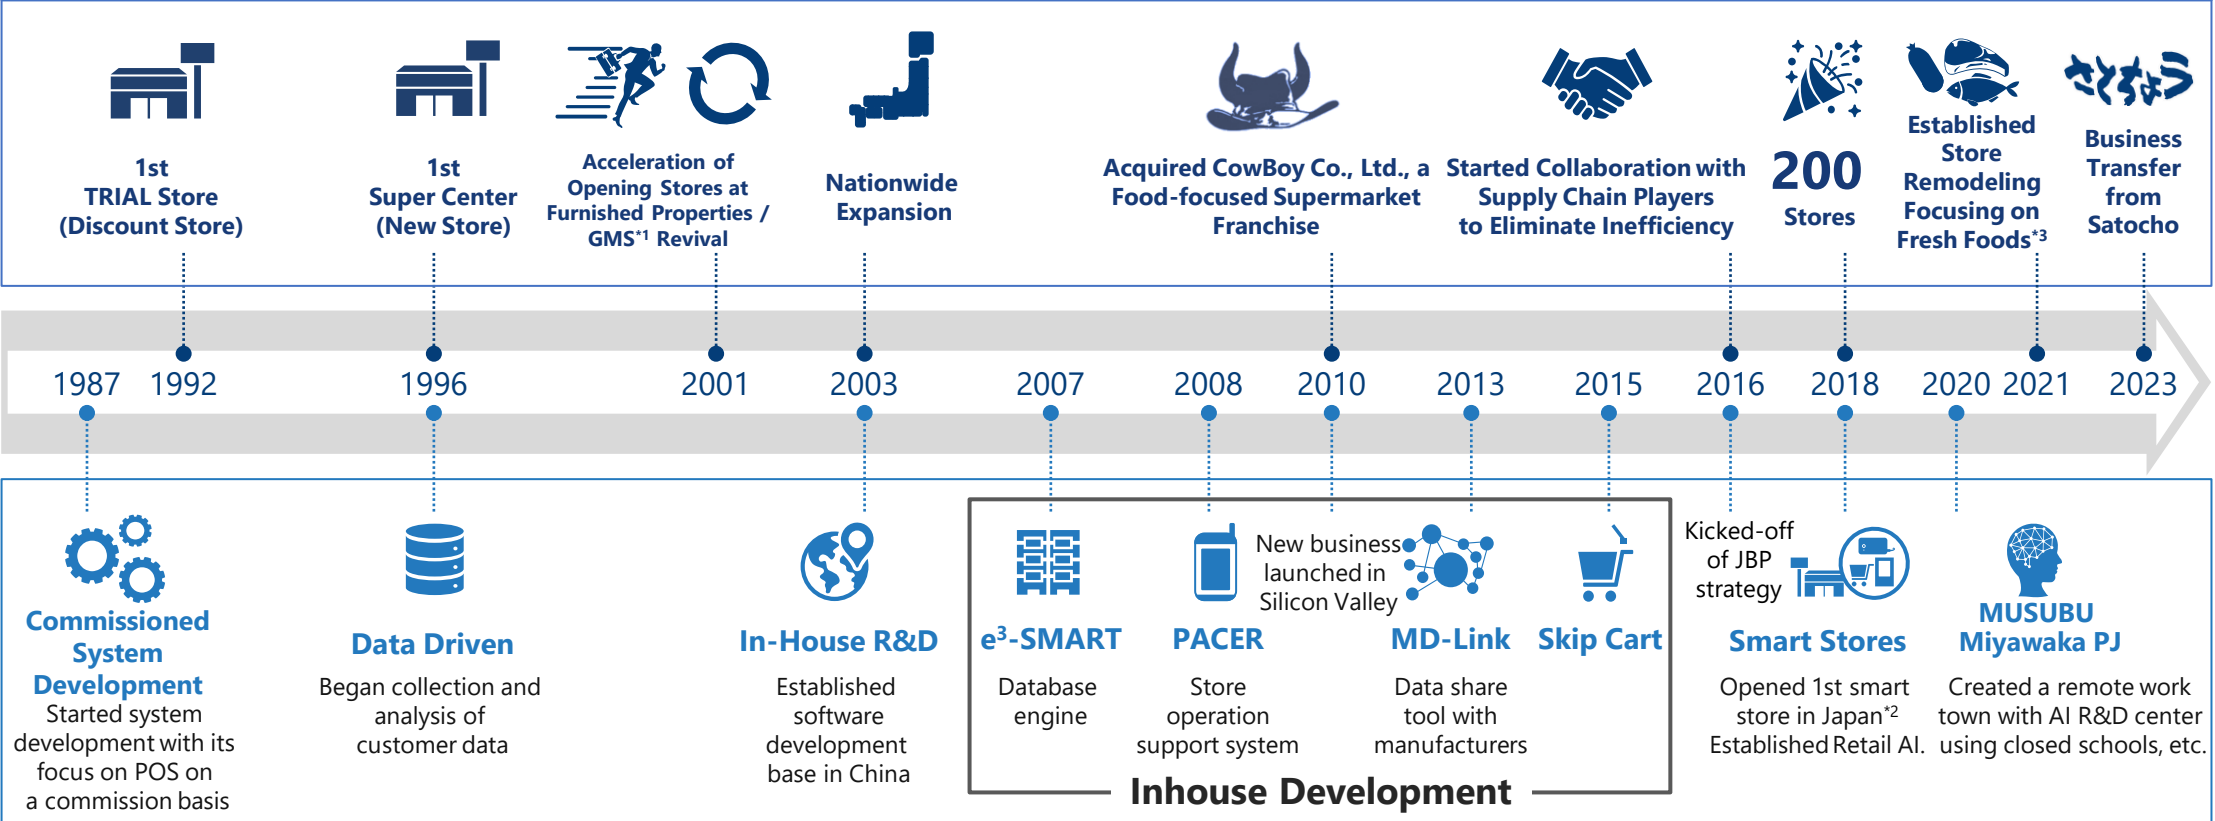 さとちょう
1st
TRIAL Store
(Discount Store)
1st
Super Center
(New Store)
Acceleration of
Opening Stores at
Furnished Properties /
GMS*1 Revival
Nationwide
Expansion
Acquired CowBoy Co., Ltd., a
Food-focused Supermarket
Franchise
Started Collaboration with
Supply Chain Players
to Eliminate Inefficiency
200
Stores
Established
Store
Remodeling
Focusing on
Fresh Foods*3
Business
Transfer
from
Satocho
1987 1992 1996 2001 2003 2007 2008 2010 2013 2015 2016 2018 2020 2021 2023
Commissioned
System
Development
Started system
development with its
focus on POS on
a commission basis
Data Driven
Began collection and
analysis of
customer data
In-House R&D
Established
software
development
base in China
e3-SMART
Database
engine
PACER
Store
operation
support system
New business
launched in
Silicon Valley
MD-Link
Data share
tool with
manufacturers
Skip Cart
Inhouse Development
Kicked-off
of JBP
strategy
Smart Stores
Opened 1st smart
store in Japan*2
Established Retail AI.
MUSUBU
Miyawaka PJ
Created a remote work
town with AI R&D center
using closed schools, etc.